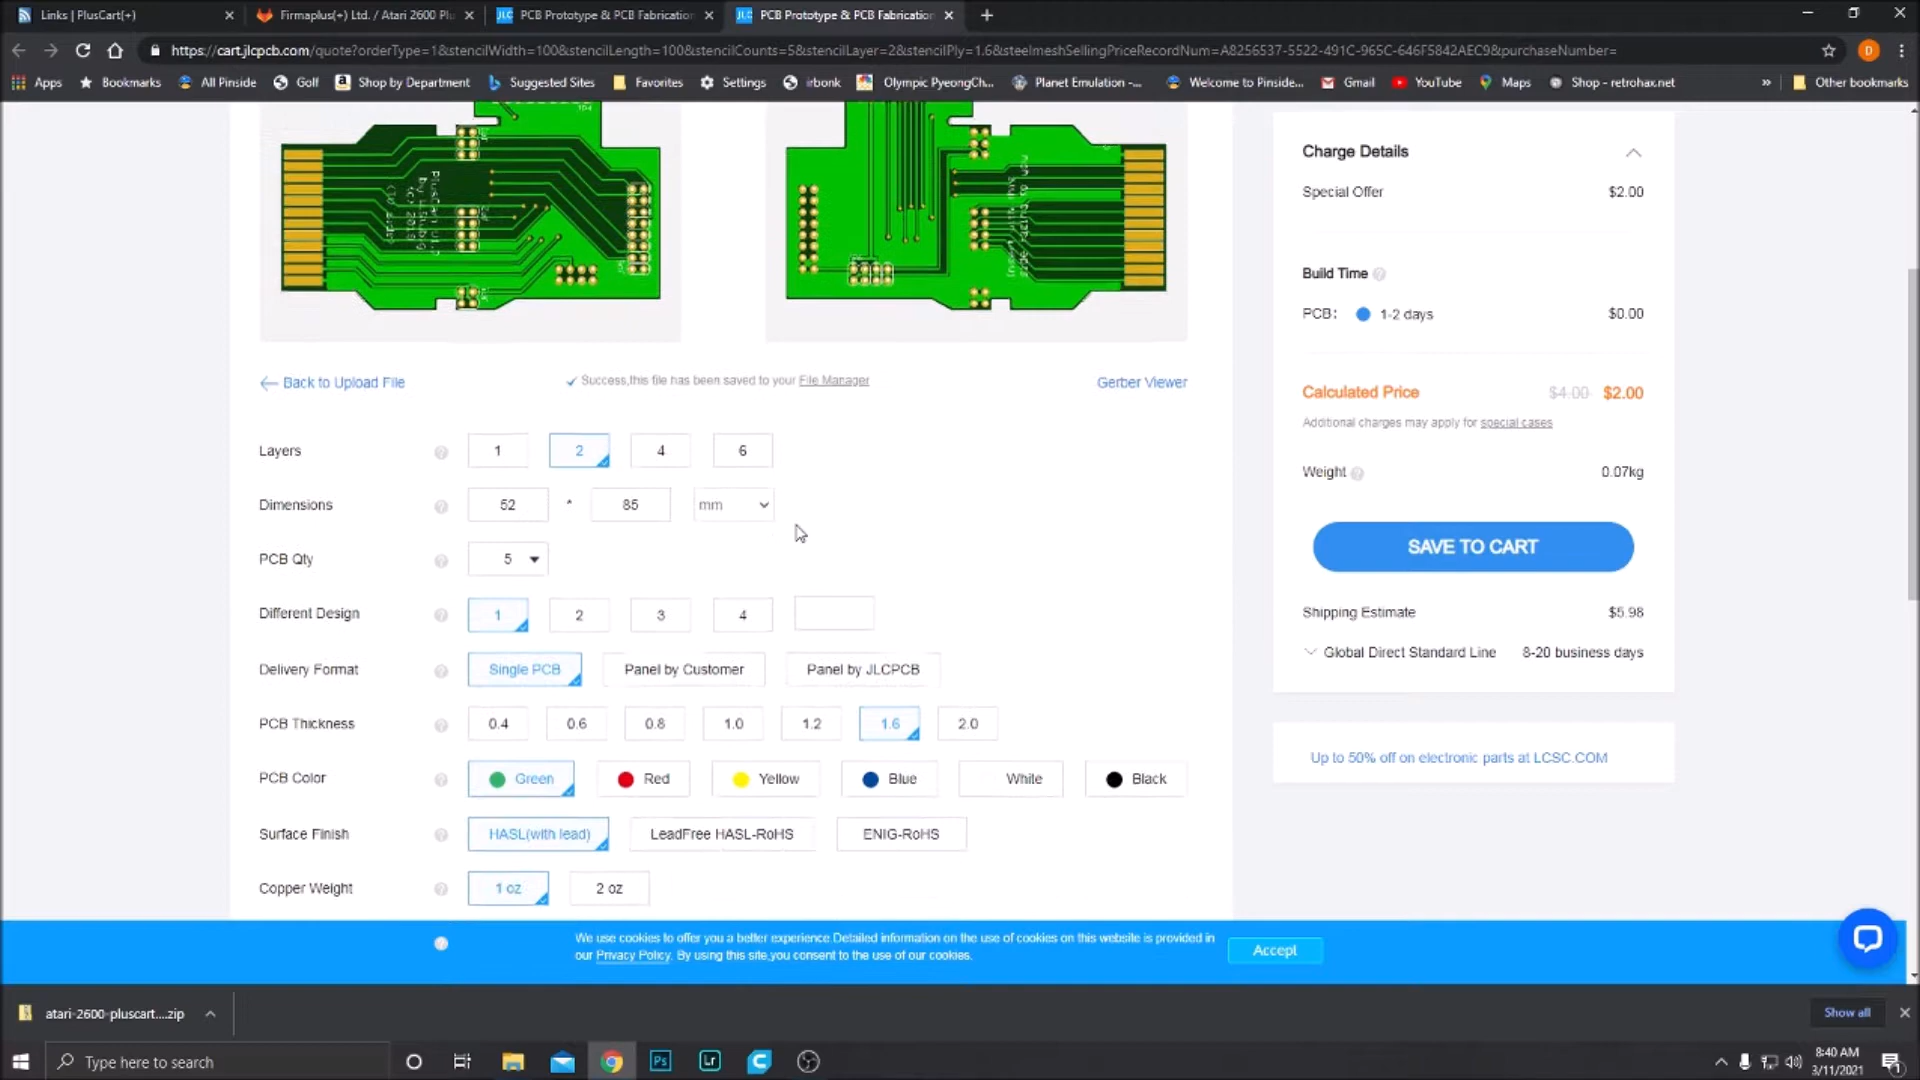 Links | PlusCart(+)
Firmaplus(+) Ltd. / Atari 2600 Plu
PCB Prototype & PCB Fabrication
PCB Prototype & PCB Fabrication
https://cart.jlcpcb.com/quote?orderType=1&stencilWidth=100&stencilLength=100&stencilCounts=5&stencilLayer=2&stencilPly=1.6&steelmeshSellingPriceRecordNum=A8256537-5522-491C-965C-646F5842AEC9&purchaseNumber=
D
Apps
Bookmarks
All Pinside
Golf
Shop by Department
Suggested Sites
Favorites
Settings
irbonk
Olympic PyeongCh...
Planet Emulation -...
Welcome to Pinside...
Gmail
YouTube
Maps
Shop - retrohax.net
»
Other bookmarks
Charge Details
Special Offer $2.00
Build Time
PCB: 1-2 days $0.00
Back to Upload File
Success,this file has been saved to your File Manager
Gerber Viewer
Calculated Price $4.00 $2.00
Additional charges may apply for special cases
Layers 1 2 4 6
Weight 0.07kg
Dimensions 52 * 85 mm
SAVE TO CART
PCB Qty 5
Different Design 1 2 3 4
Shipping Estimate $5.98
Global Direct Standard Line 8-20 business days
Delivery Format Single PCB Panel by Customer Panel by JLCPCB
PCB Thickness 0.4 0.6 0.8 1.0 1.2 1.6 2.0
Up to 50% off on electronic parts at LCSC.COM
PCB Color Green Red Yellow Blue White Black
Surface Finish HASL(with lead) LeadFree HASL-RoHS ENIG-RoHS
Copper Weight 1 oz 2 oz
We use cookies to offer you a better experience.Detailed information on the use of cookies on this website is provided in
our Privacy Policy. By using this site,you consent to the use of our cookies.
Accept
atari-2600-pluscart....zip
Show all
Type here to search
Ps
Lr
8:40 AM
3/11/2021